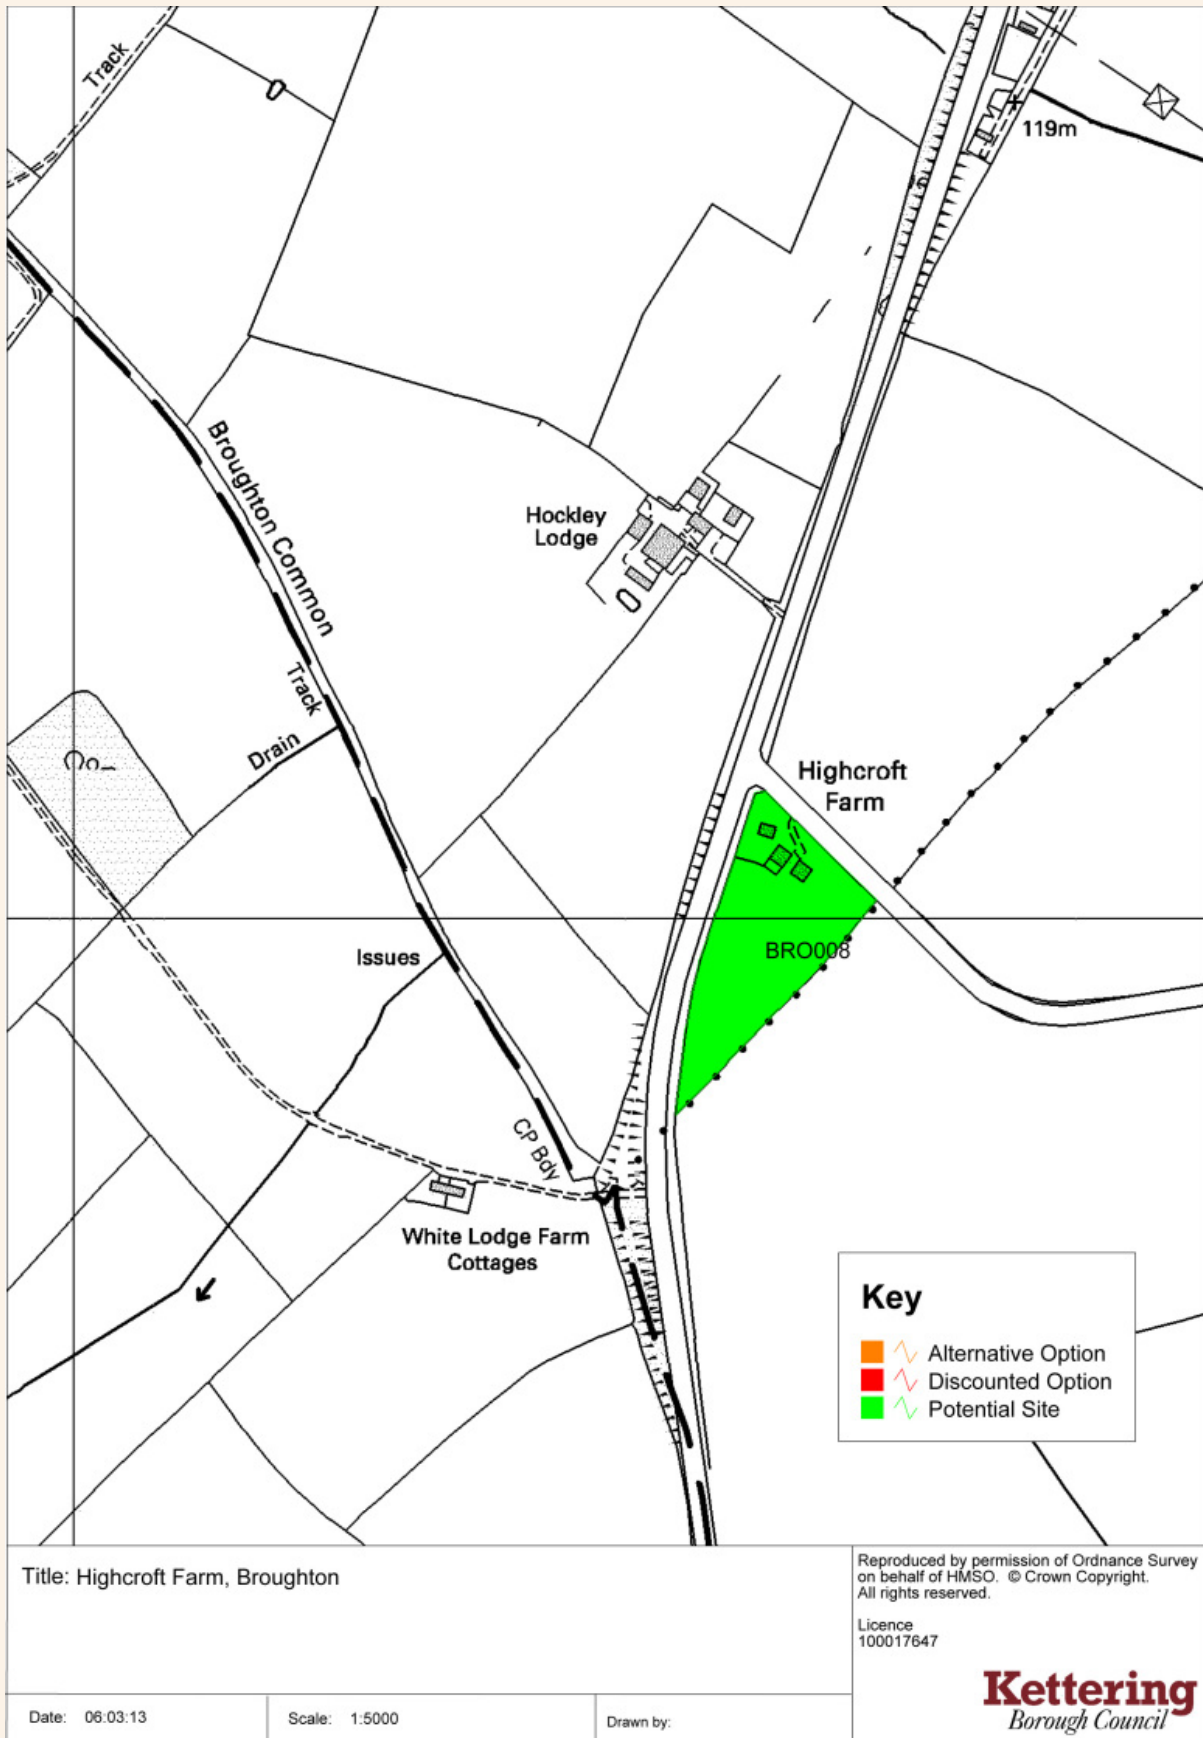 Track
119m
Broughton Common
Hockley
Lodge
Track
Drain
Highcroft
Farm
BRO008
Issues
CP Bdy
White Lodge Farm
Cottages
Key
Alternative Option
Discounted Option
Potential Site
Title: Highcroft Farm, Broughton
Reproduced by permission of Ordnance Survey
on behalf of HMSO. © Crown Copyright.
All rights reserved.
Licence
100017647
Kettering
Borough Council
Date: 06:03:13
Scale: 1:5000
Drawn by: